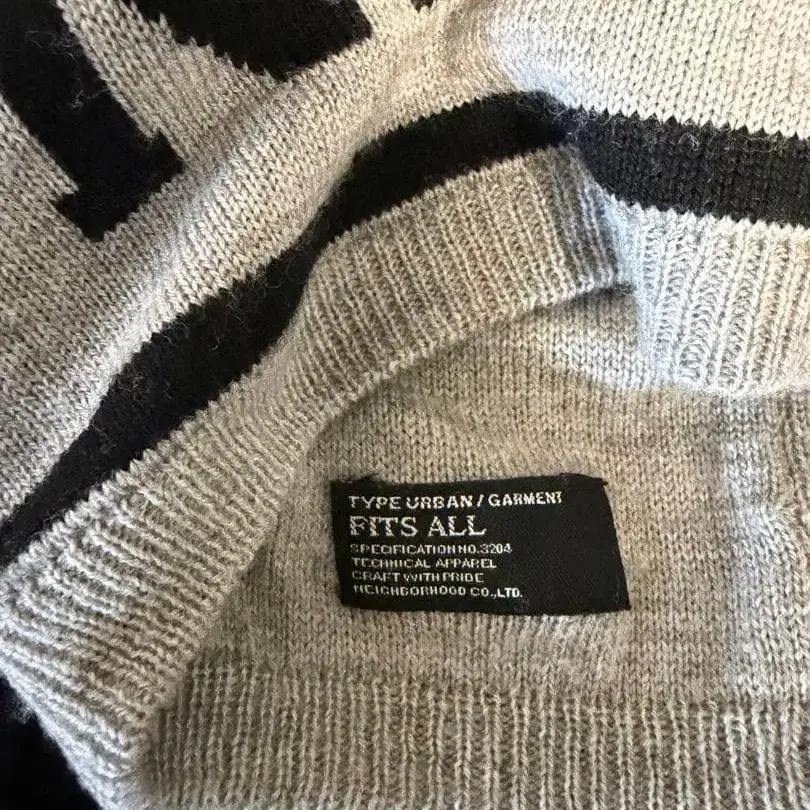 TYPE URBAN / GARMENT
FITS ALL
SPECIFICATION NO.3204
TECHNICAL APPAREL
CRAFT WITH PRIDE
NEIGHBORHOOD CO.,LTD.